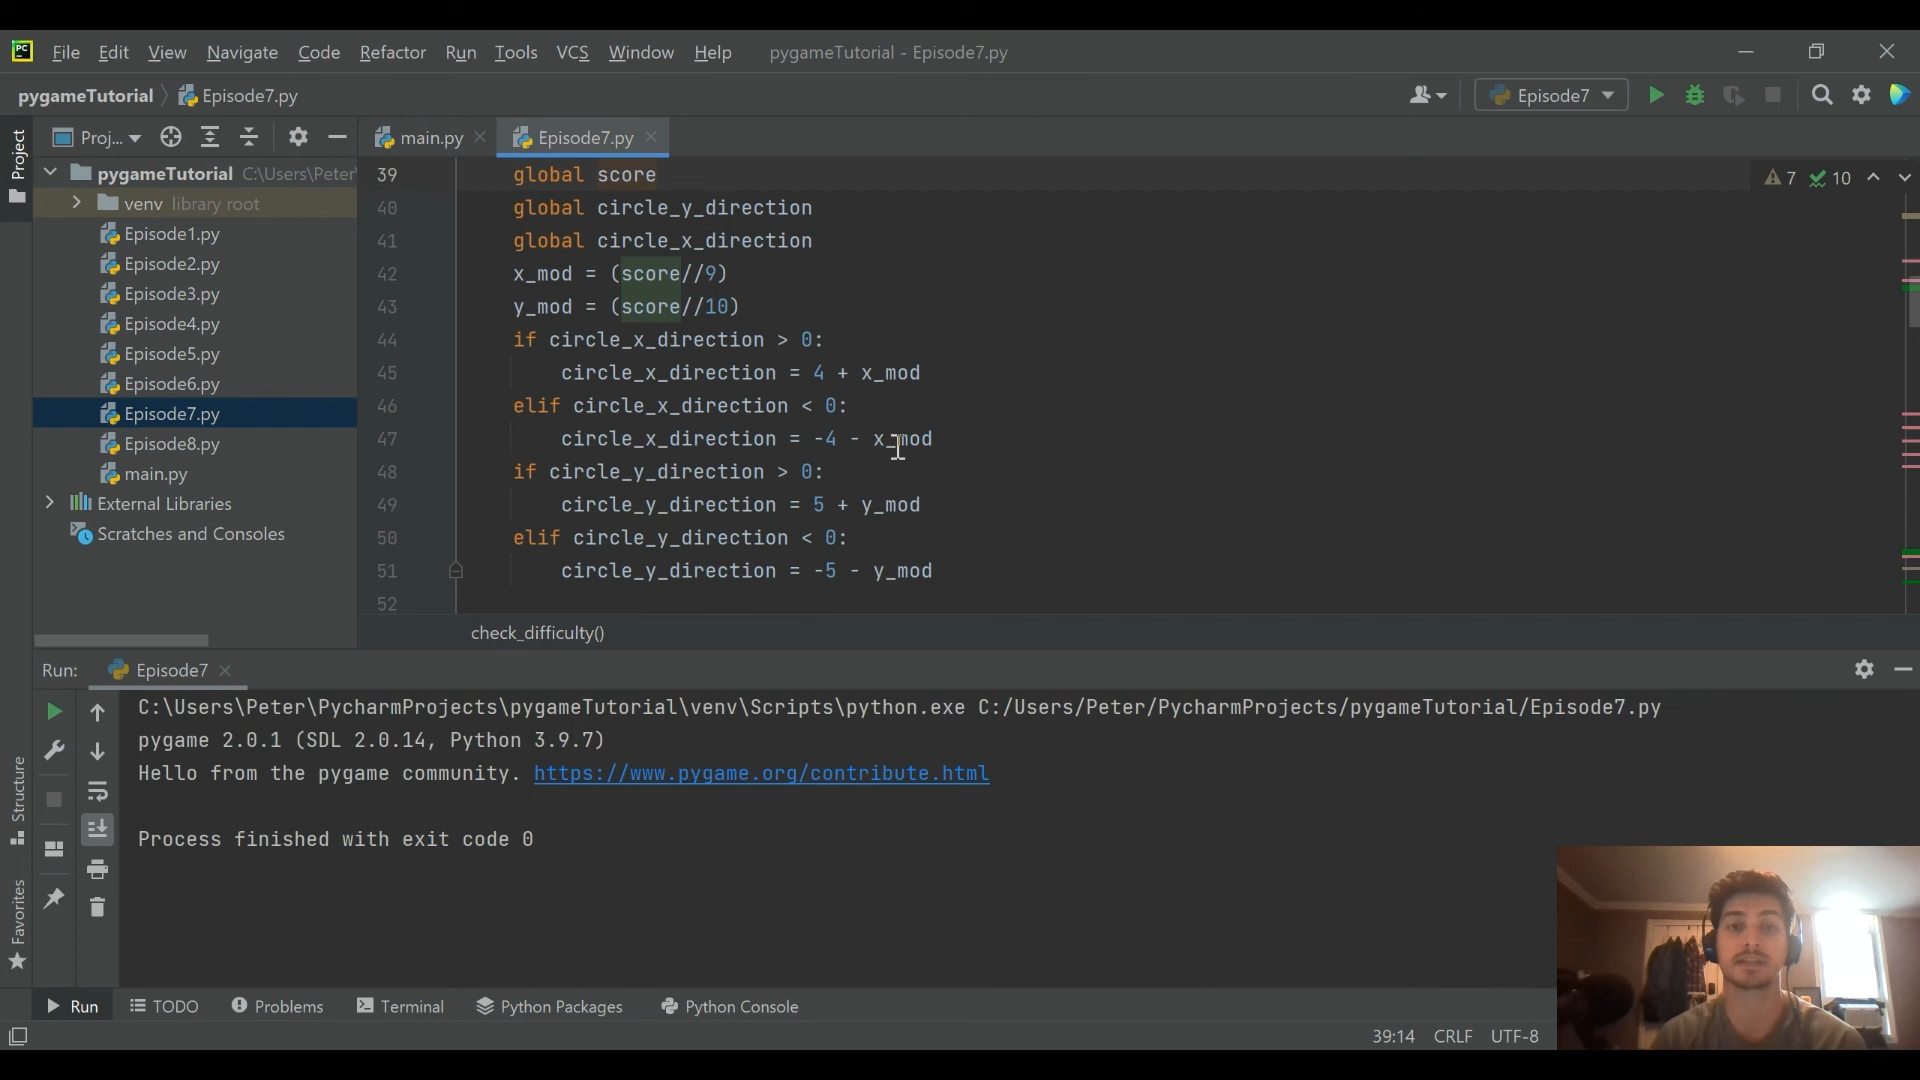 PC File Edit View Navigate Code Refactor Run Tools VCS Window Help pygameTutorial - Episode7.py
pygameTutorial Episode7.py Episode7
Project
Proj... main.py Episode7.py
pygameTutorial C:\Users\Peter\
venv library root
Episode1.py
Episode2.py
Episode3.py
Episode4.py
Episode5.py
Episode6.py
Episode7.py
Episode8.py
main.py
External Libraries
Scratches and Consoles
39 global score
40 global circle_y_direction
41 global circle_x_direction
42 x_mod = (score//9)
43 y_mod = (score//10)
44 if circle_x_direction > 0:
45 circle_x_direction = 4 + x_mod
46 elif circle_x_direction < 0:
47 circle_x_direction = -4 - x_mod
48 if circle_y_direction > 0:
49 circle_y_direction = 5 + y_mod
50 elif circle_y_direction < 0:
51 circle_y_direction = -5 - y_mod
52
7 10
check_difficulty()
Run: Episode7
C:\Users\Peter\PycharmProjects\pygameTutorial\venv\Scripts\python.exe C:/Users/Peter/PycharmProjects/pygameTutorial/Episode7.py
pygame 2.0.1 (SDL 2.0.14, Python 3.9.7)
Hello from the pygame community. https://www.pygame.org/contribute.html
Process finished with exit code 0
Structure
Favorites
Run TODO Problems Terminal Python Packages Python Console
39:14 CRLF UTF-8